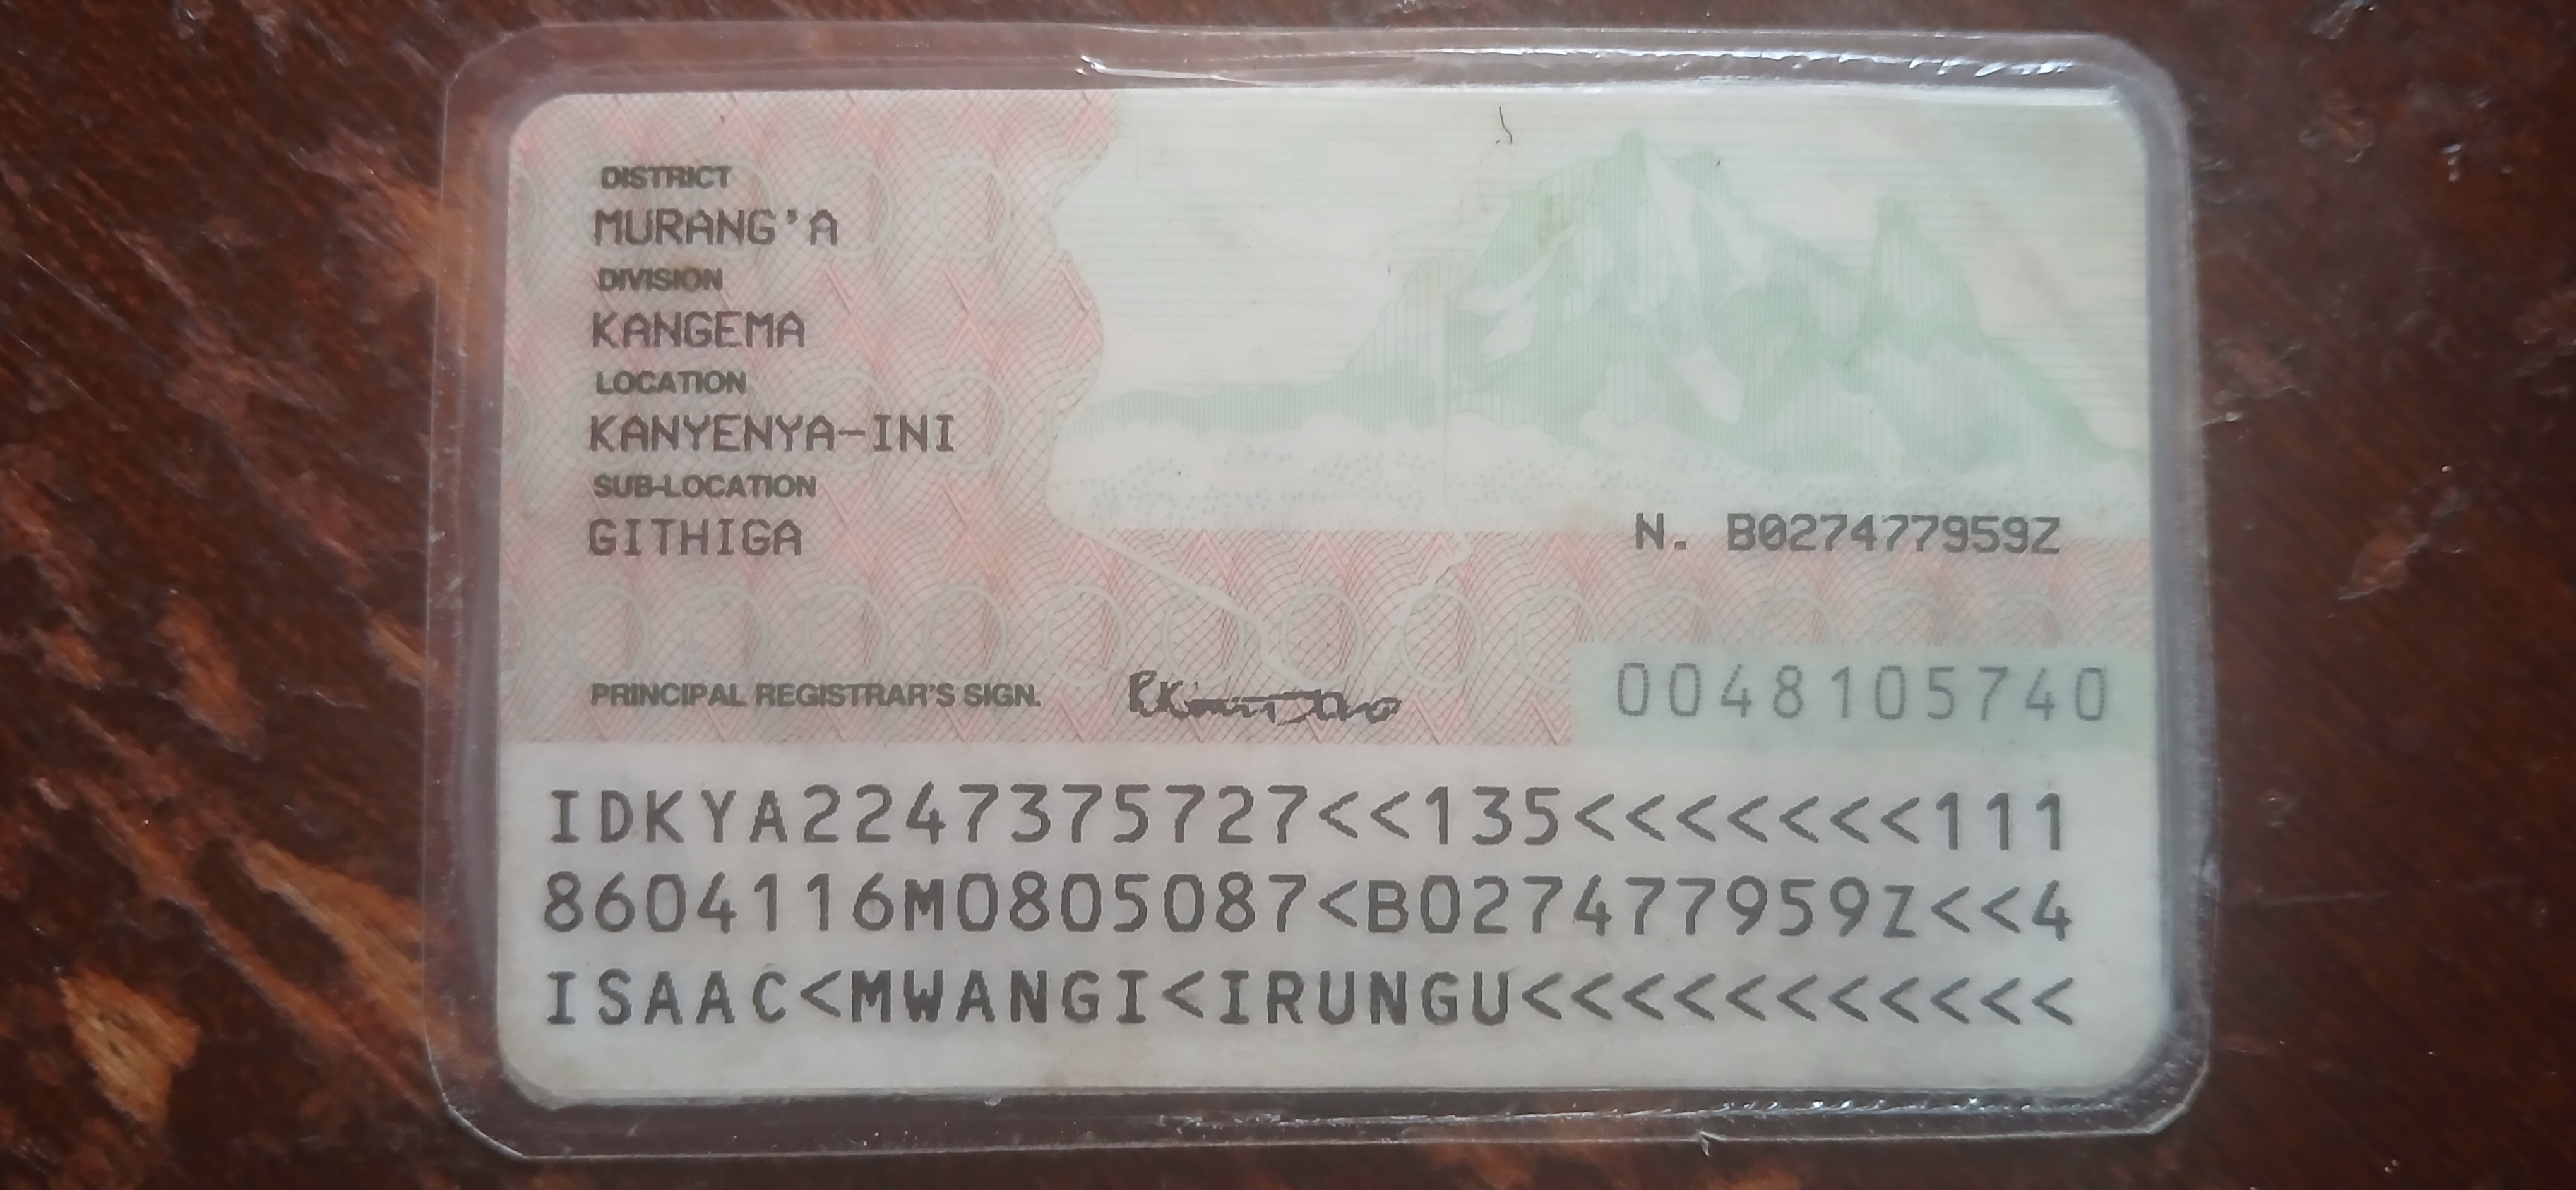 DISTRICT
MURANG'A
DIVISION
KANGEMA
LOCATION
KANYENYA-INI
SUB-LOCATION
GITHIGA
N. B027477959Z
PRINCIPAL REGISTRAR'S SIGN.
0048105740
IDKYA2247375727<<135<<<<<<<111
8604116M0805087<B027477959Z<<4
ISAAC<MWANGI<IRUNGU<<<<<<<<<<<